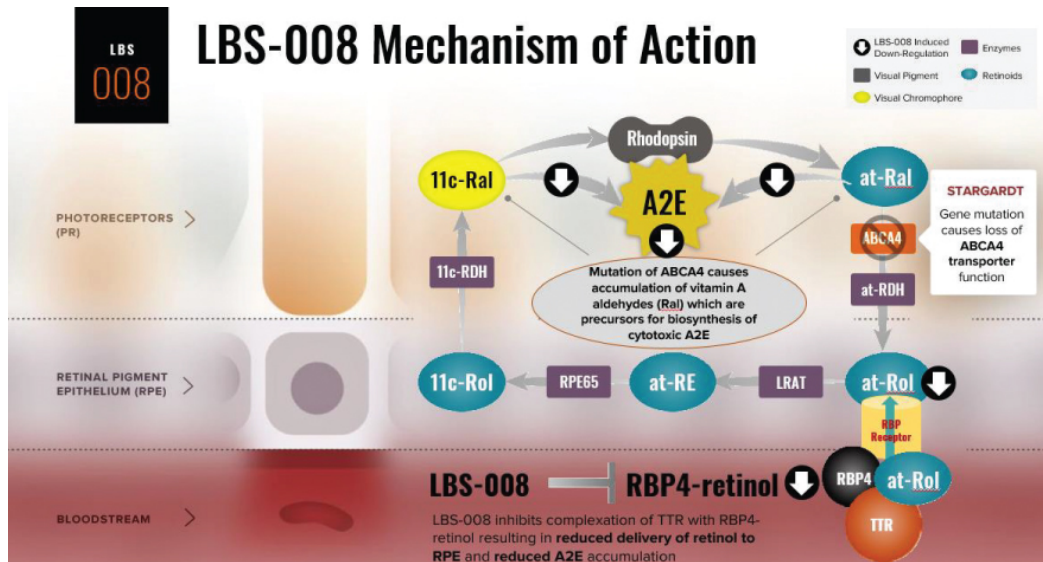 LBS
008
LBS-008 Mechanism of Action
LBS-008 Induced
Down-Regulation
Enzymes
Visual Pigment
Retinoids
Visual Chromophore
Rhodopsin
11c-Ral
A2E
at-Ral
STARGARDT
Gene mutation
causes loss of
ABCA4
transporter
function
ABCA4
PHOTORECEPTORS
(PR)
11c-RDH
Mutation of ABCA4 causes
accumulation of vitamin A
aldehydes (Ral) which are
precursors for biosynthesis of
cytotoxic A2E
at-RDH
RETINAL PIGMENT
EPITHELIUM (RPE)
11c-Rol
RPE65
at-RE
LRAT
at-Rol
RBP
Receptor
LBS-008
RBP4-retinol
RBP4
at-Rol
TTR
BLOODSTREAM
LBS-008 inhibits complexation of TTR with RBP4-
retinol resulting in reduced delivery of retinol to
RPE and reduced A2E accumulation